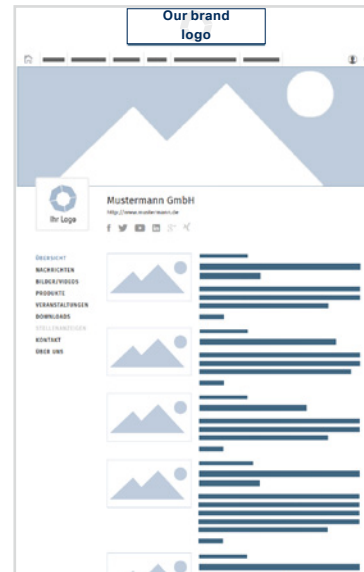 Our brand
logo
Ihr Logo
Mustermann GmbH
http://www.mustermann.de
ÜBERSICHT
NACHRICHTEN
BILDER/VIDEOS
PRODUKTE
VERANSTALTUNGEN
DOWNLOADS
STELLENANZEIGEN
KONTAKT
ÜBER UNS